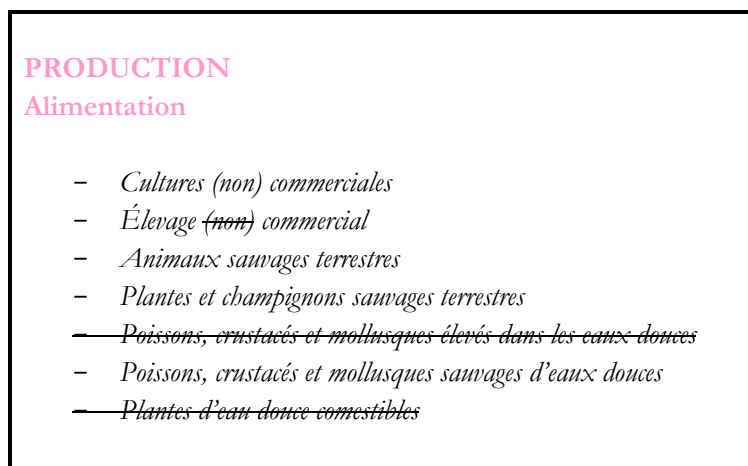 PRODUCTION
Alimentation
- Cultures (non) commerciales
- Élevage (non) commercial
- Animaux sauvages terrestres
- Plantes et champignons sauvages terrestres
- Poissons, crustacés et mollusques élevés dans les eaux douces
- Poissons, crustacés et mollusques sauvages d'eaux douces
- Plantes d'eau douce comestibles